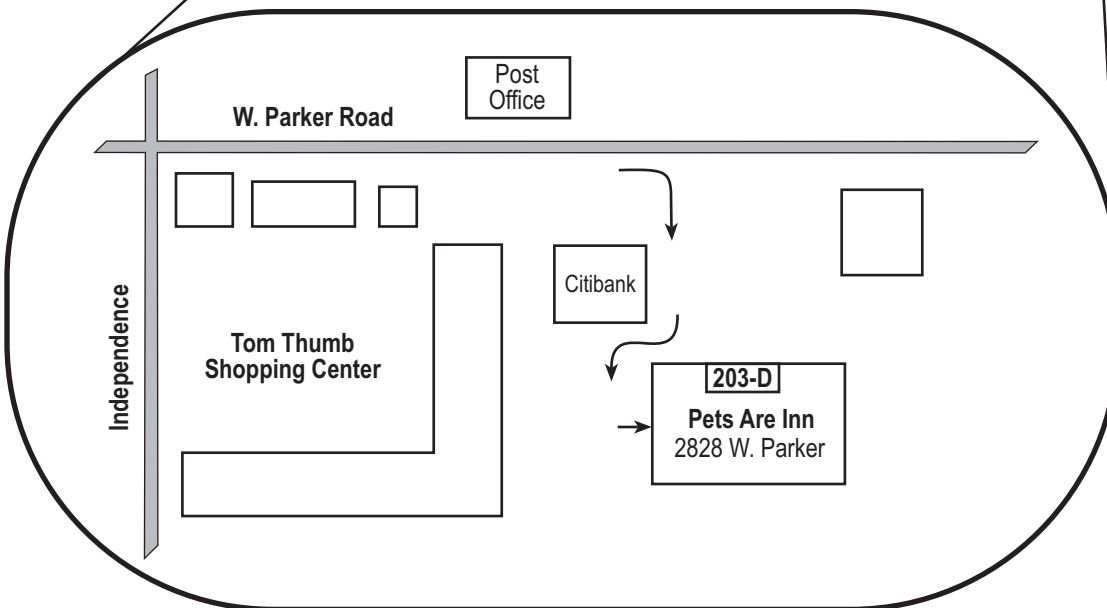 Post
Office
W. Parker Road
Citibank
Independence
Tom Thumb
Shopping Center
203-D
Pets Are Inn
2828 W. Parker